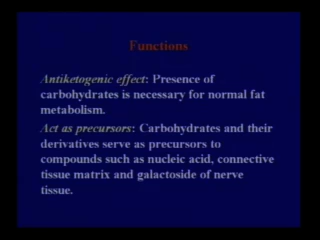 Functions
Antiketogenic effect: Presence of
carbohydrates is necessary for normal fat
metabolism.
Act as precursors: Carbohydrates and their
derivatives serve as precursors to
compounds such as nucleic acid, connective
tissue matrix and galactoside of nerve
tissue.